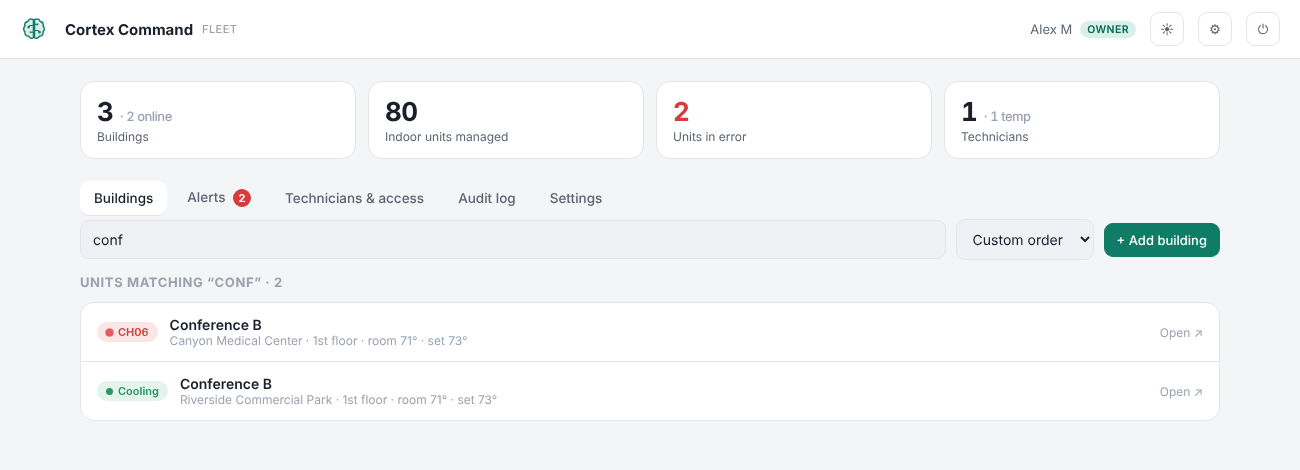 Cortex Command FLEET
Alex M OWNER
3 · 2 online
Buildings
80
Indoor units managed
2
Units in error
1 · 1 temp
Technicians
Buildings Alerts 2 Technicians & access Audit log Settings
conf Custom order + Add building
UNITS MATCHING “CONF” · 2
CH06 Conference B
Canyon Medical Center · 1st floor · room 71° · set 73°
Open ↗
Cooling Conference B
Riverside Commercial Park · 1st floor · room 71° · set 73°
Open ↗